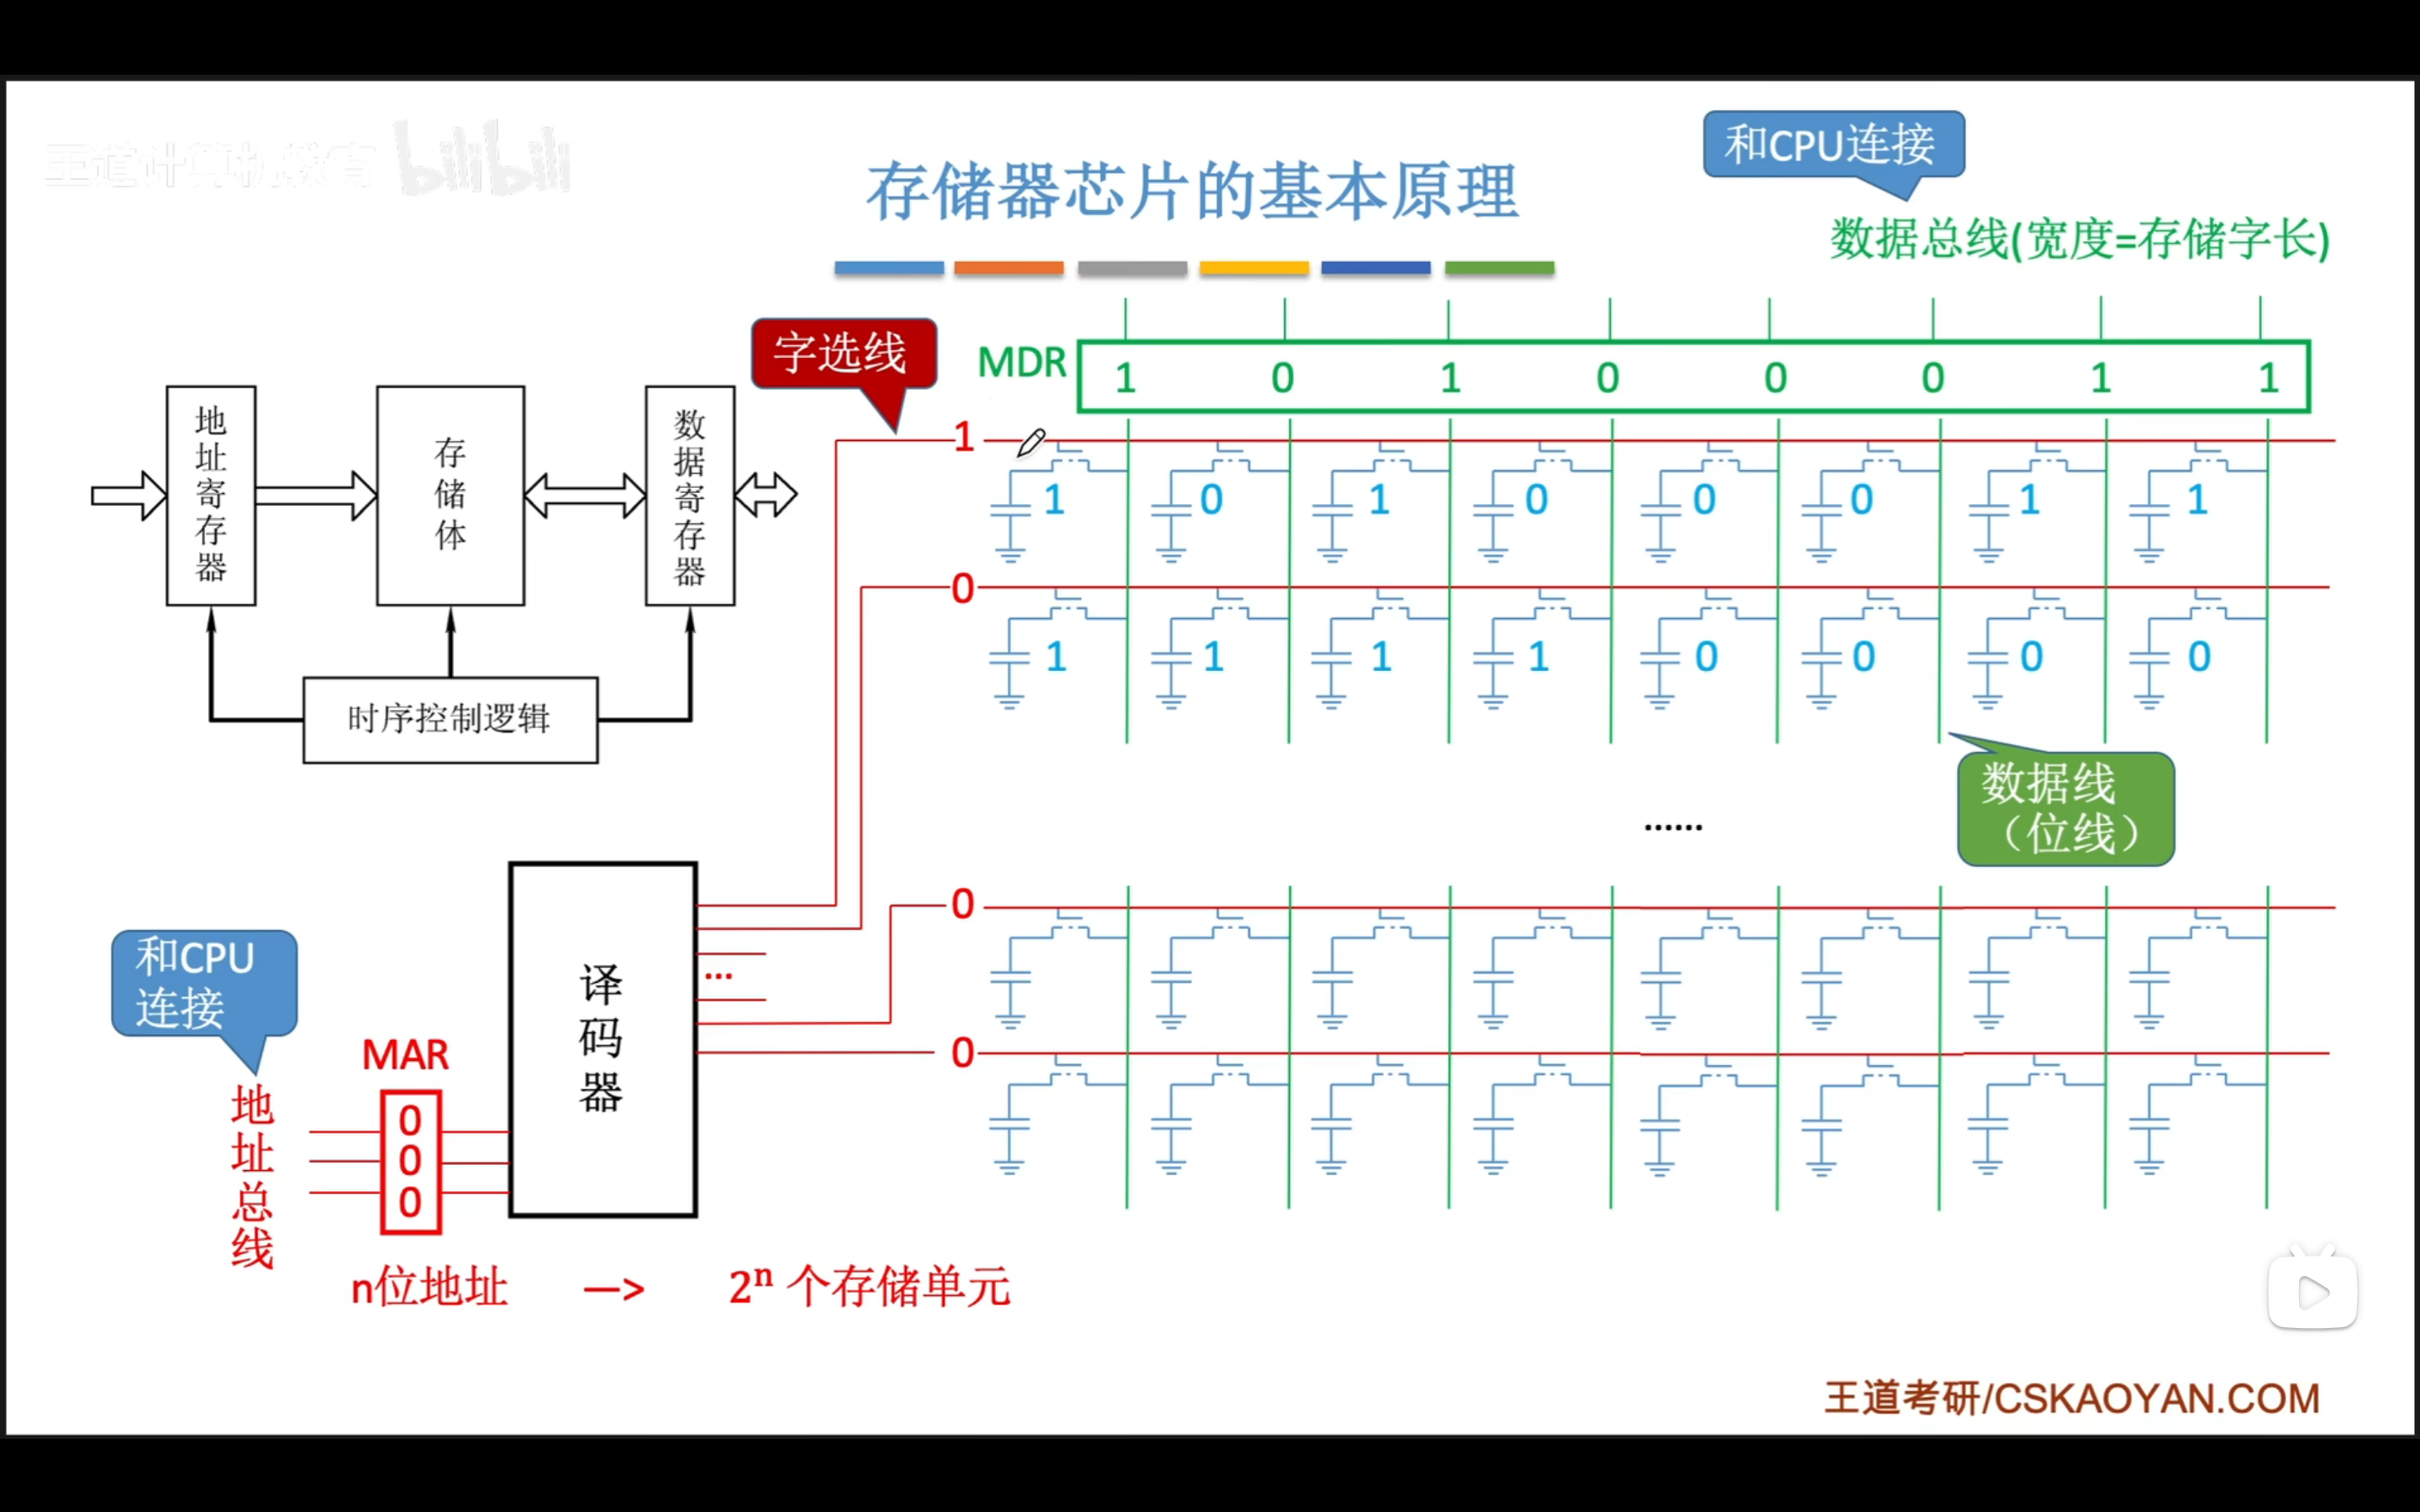 王道计算机教育 bilibili
和CPU连接
存储器芯片的基本原理
数据总线(宽度=存储字长)
字选线
MDR 1 0 1 0 0 0 1 1
地址寄存器
存储体
数据寄存器
时序控制逻辑
1
1 0 1 0 0 0 1 1
0
1 1 1 1 0 0 0 0
数据线
（位线）
......
0
0
译码器
...
和CPU
连接
MAR
地址总线
0
0
0
n位地址 —> 2ⁿ 个存储单元
王道考研/CSKAOYAN.COM